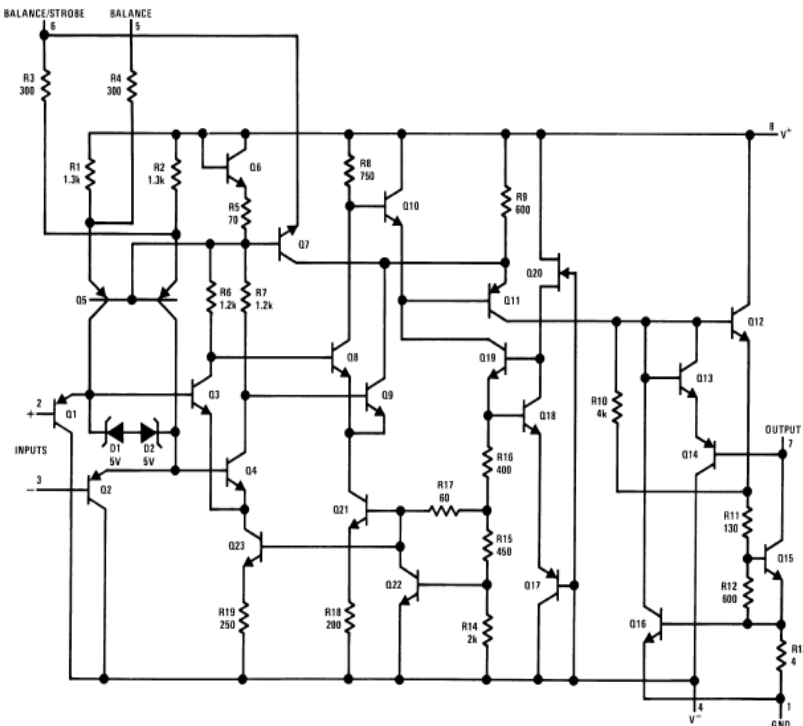 BALANCE/STROBE
6
BALANCE
5
R3
300
R4
300
8 V+
R1
1.3k
R2
1.3k
Q6
R5
70
R8
750
Q10
R9
600
Q7
Q20
Q5
R6
1.2k
R7
1.2k
Q11
Q12
Q8
Q19
2
+
Q1
Q3
Q9
Q18
R10
4k
Q13
OUTPUT
7
D1
5V
D2
5V
INPUTS
Q4
R16
400
Q14
3
−
Q2
R17
60
Q21
R11
130
Q23
R15
450
Q15
Q22
Q17
R12
600
R19
250
R18
200
R14
2k
Q16
4
4
V−
1
GND